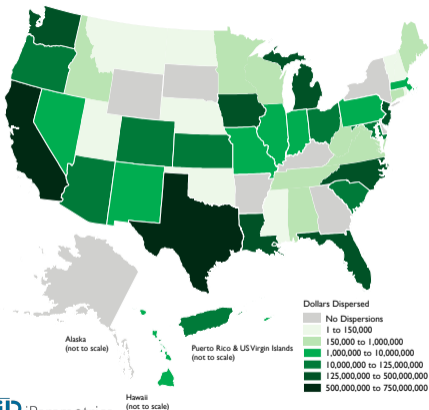 Dollars Dispersed
No Dispersions
1 to 150,000
150,000 to 1,000,000
1,000,000 to 10,000,000
10,000,000 to 125,000,000
125,000,000 to 500,000,000
500,000,000 to 750,000,000
Alaska
(not to scale)
Puerto Rico & US Virgin Islands
(not to scale)
Hawaii
(not to scale)